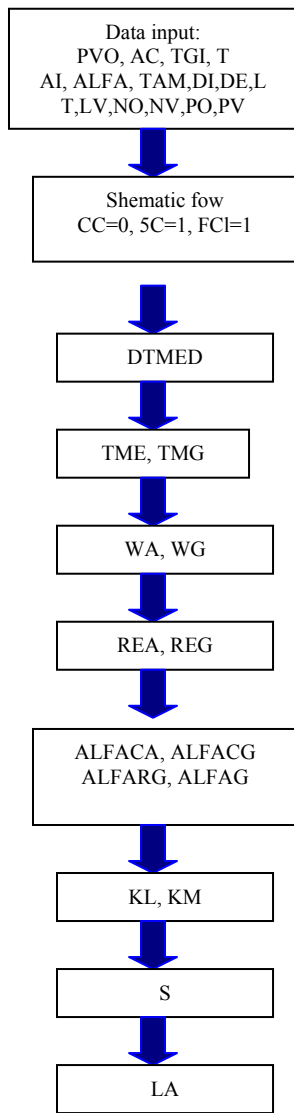 Data input:
PVO, AC, TGI, T
AI, ALFA, TAM,DI,DE,L
T,LV,NO,NV,PO,PV
Shematic fow
CC=0, 5C=1, FCl=1
DTMED
TME, TMG
WA, WG
REA, REG
ALFACA, ALFACG
ALFARG, ALFAG
KL, KM
S
LA